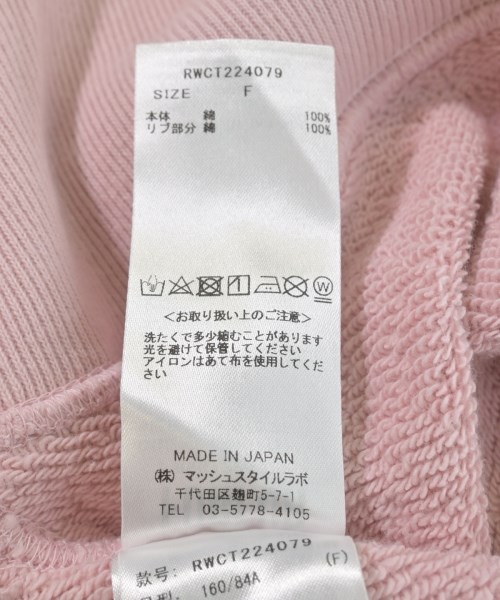 RWCT224079
SIZE F
本体 綿 100%
リブ部分 綿 100%
<お取り扱い上のご注意>
洗たくで多少縮むことがあります
光を避けて保管してください
アイロンはあて布を使用してくだ
さい
MADE IN JAPAN
(株) マッシュスタイルラボ
千代田区麹町5-7-1
TEL 03-5778-4105
款号: RWCT224079 (F)
型: 160/84A